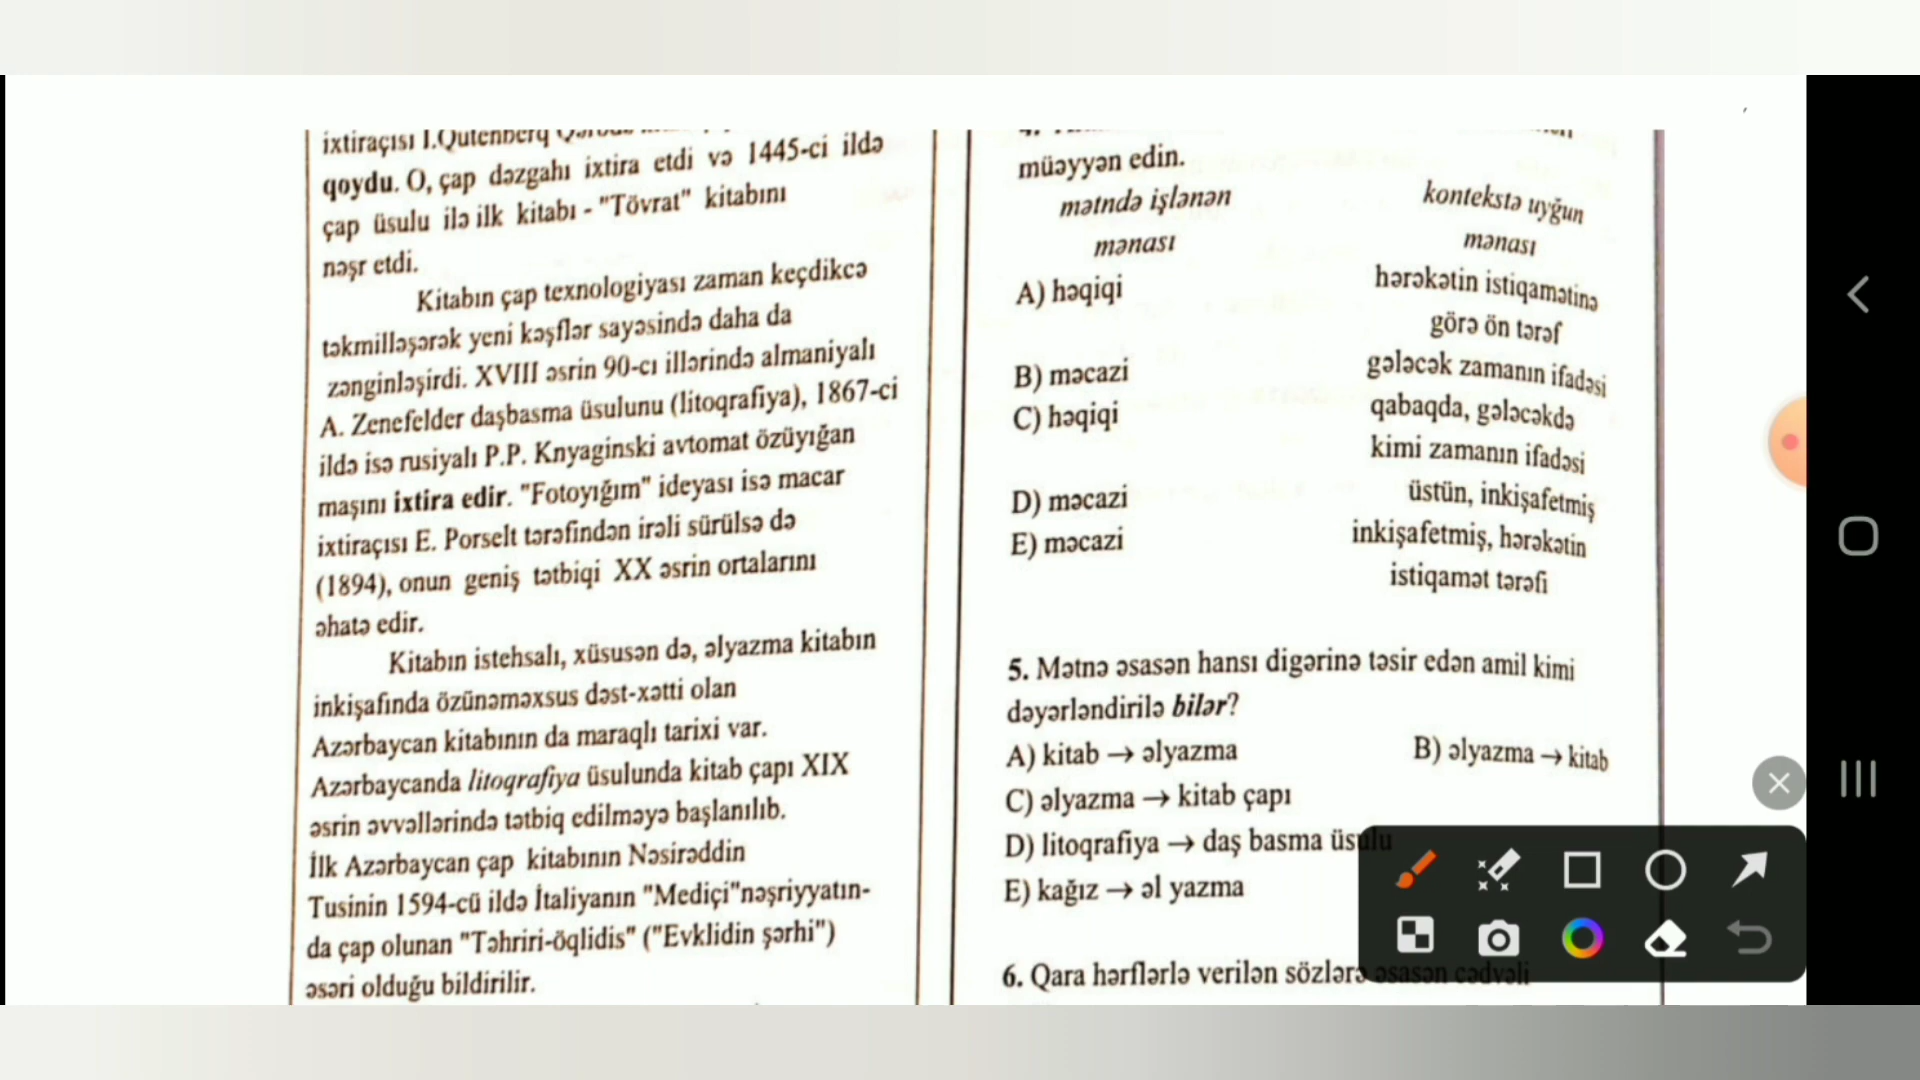 ixtiraçısı İ.Qutenberq
qoydu. O, çap dəzgahı ixtira etdi və 1445-ci ildə
çap üsulu ilə ilk kitabı - "Tövrat" kitabını
nəşr etdi.
Kitabın çap texnologiyası zaman keçdikcə
təkmilləşərək yeni kəşflər sayəsində daha da
zənginləşirdi. XVIII əsrin 90-cı illərində almaniyalı
A. Zenefelder daşbasma üsulunu (litoqrafiya), 1867-ci
ildə isə rusiyalı P.P. Knyaginski avtomat özüyığan
maşını ixtira edir. "Fotoyığım" ideyası isə macar
ixtiraçısı E. Porselt tərəfindən irəli sürülsə də
(1894), onun geniş tətbiqi XX əsrin ortalarını
əhatə edir.
Kitabın istehsalı, xüsusən də, əlyazma kitabın
inkişafında özünəməxsus dəst-xətti olan
Azərbaycan kitabının da maraqlı tarixi var.
Azərbaycanda litoqrafiya üsulunda kitab çapı XIX
əsrin əvvəllərində tətbiq edilməyə başlanılıb.
İlk Azərbaycan çap kitabının Nəsirəddin
Tusinin 1594-cü ildə İtaliyanın "Mediçi"nəşriyyatın-
da çap olunan "Təhriri-öqlidis" ("Evklidin şərhi")
əsəri olduğu bildirilir.
müəyyən edin.
mətndə işlənən kontekstə uyğun
mənası mənası
A) həqiqi hərəkətin istiqamətinə
görə ön tərəf
B) məcazi gələcək zamanın ifadəsi
C) həqiqi qabaqda, gələcəkdə
kimi zamanın ifadəsi
D) məcazi üstün, inkişafetmiş
E) məcazi inkişafetmiş, hərəkətin
istiqamət tərəfi
5. Mətnə əsasən hansı digərinə təsir edən amil kimi
dəyərləndirilə bilər?
A) kitab → əlyazma B) əlyazma → kitab
C) əlyazma → kitab çapı
D) litoqrafiya → daş basma üsulu
E) kağız → əl yazma
6. Qara hərflərlə verilən sözlərə əsasən cədvəli